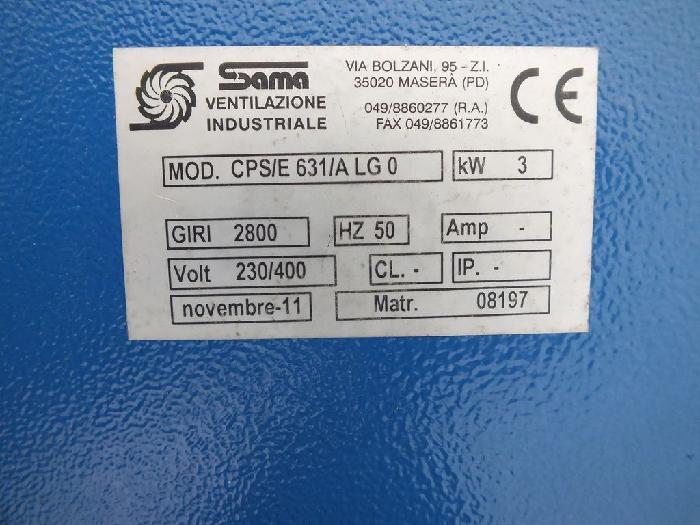 Sama
VENTILAZIONE
INDUSTRIALE
VIA BOLZANI, 95 - Z.I.
35020 MASERÀ (PD)
049/8860277 (R.A.)
FAX 049/8861773
CE
MOD. CPS/E 631/A LG 0
kW 3
GIRI 2800
HZ 50
Amp -
Volt 230/400
CL. -
IP. -
novembre-11
Matr. 08197